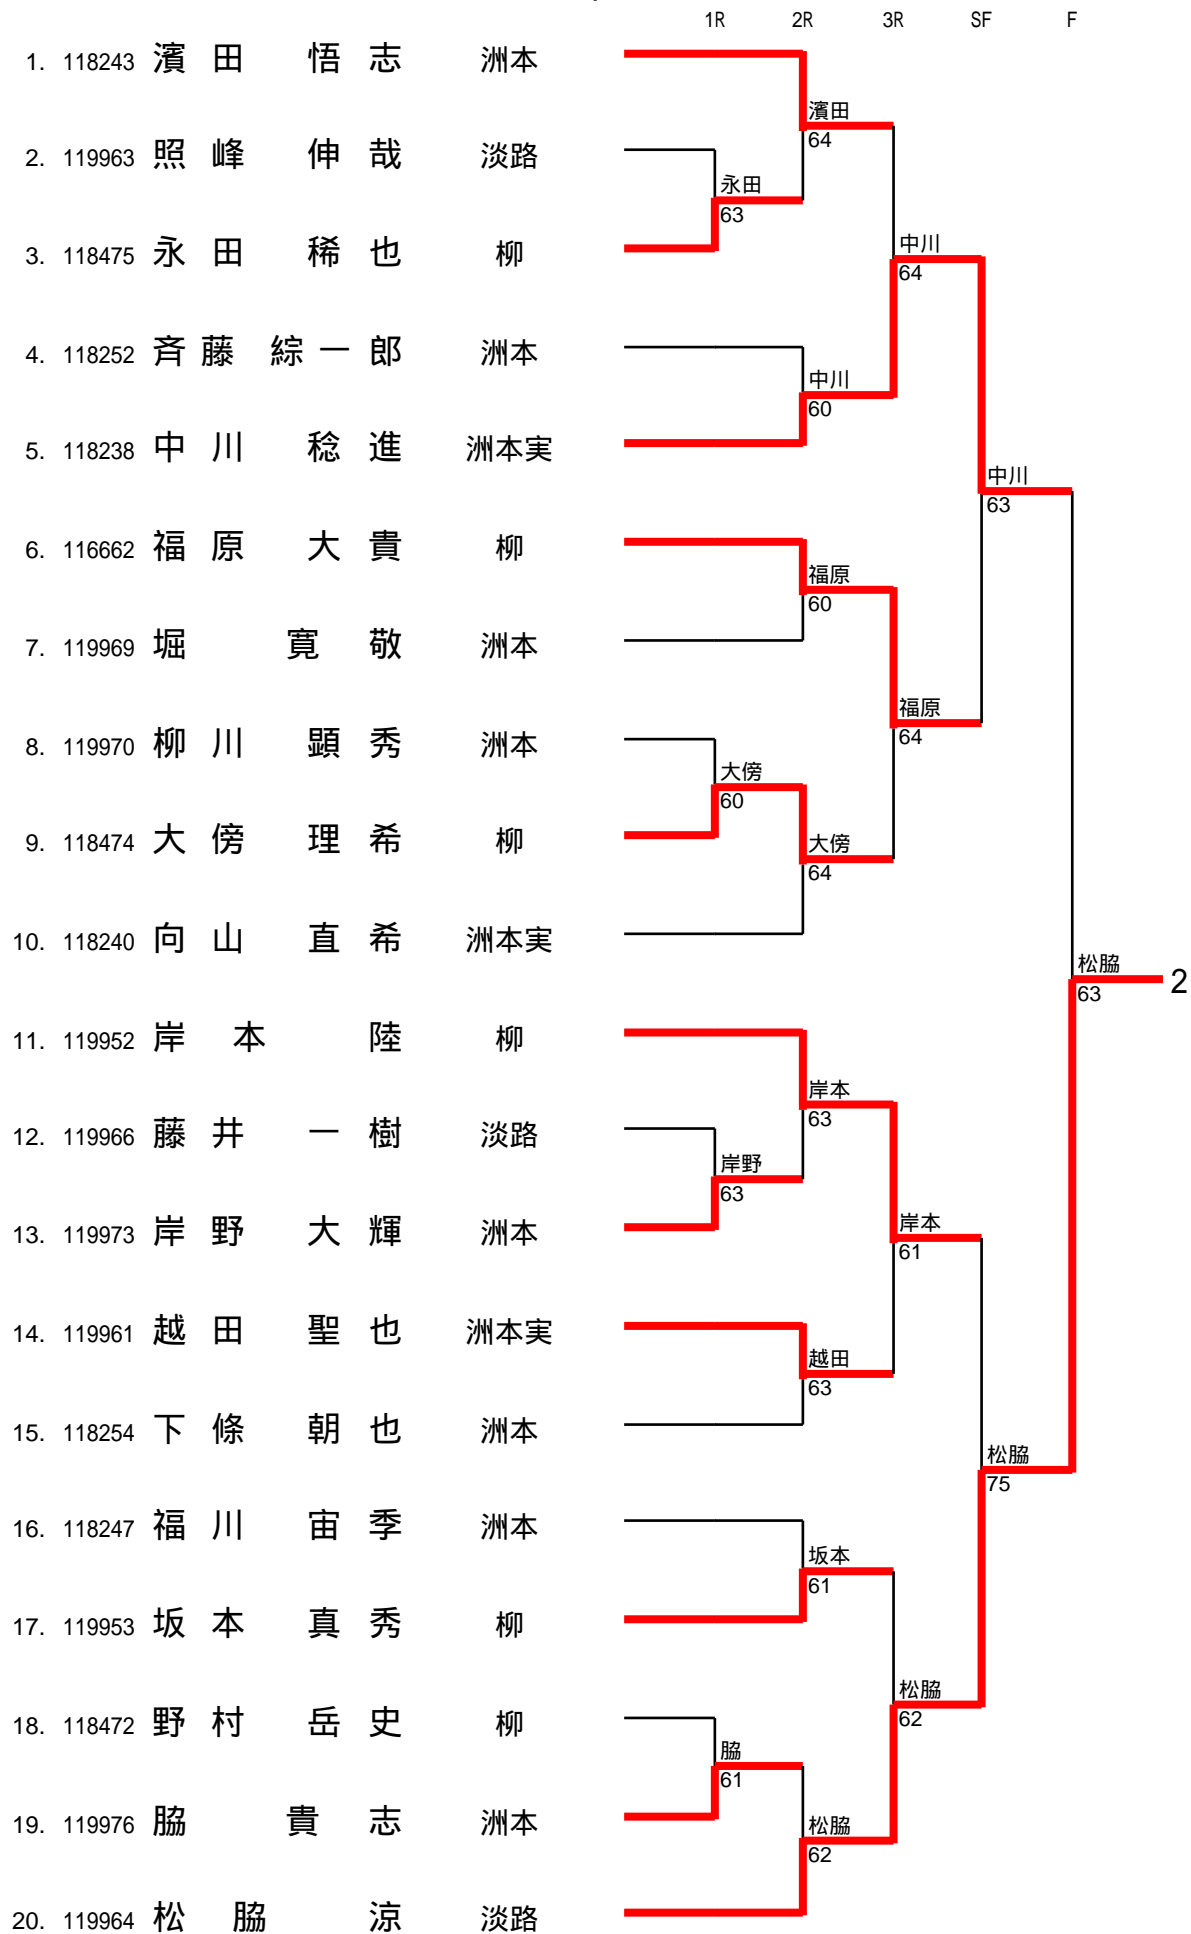 1R 2R 3R SF F
1. 118243 濱田 悟志 洲本
濱田
64
2. 119963 照峰 伸哉 淡路
永田
63
3. 118475 永田 稀也 柳
中川
64
4. 118252 斉藤 綜一郎 洲本
中川
60
5. 118238 中川 稔進 洲本実
中川
63
6. 116662 福原 大貴 柳
福原
60
7. 119969 堀 寛敬 洲本
福原
64
8. 119970 柳川 顕秀 洲本
大傍
60
9. 118474 大傍 理希 柳
大傍
64
10. 118240 向山 直希 洲本実
松脇
63
2
11. 119952 岸本 陸 柳
岸本
63
12. 119966 藤井 一樹 淡路
岸野
63
13. 119973 岸野 大輝 洲本
岸本
61
14. 119961 越田 聖也 洲本実
越田
63
15. 118254 下條 朝也 洲本
松脇
75
16. 118247 福川 宙季 洲本
坂本
61
17. 119953 坂本 真秀 柳
松脇
62
18. 118472 野村 岳史 柳
脇
61
19. 119976 脇 貴志 洲本
松脇
62
20. 119964 松脇 涼 淡路